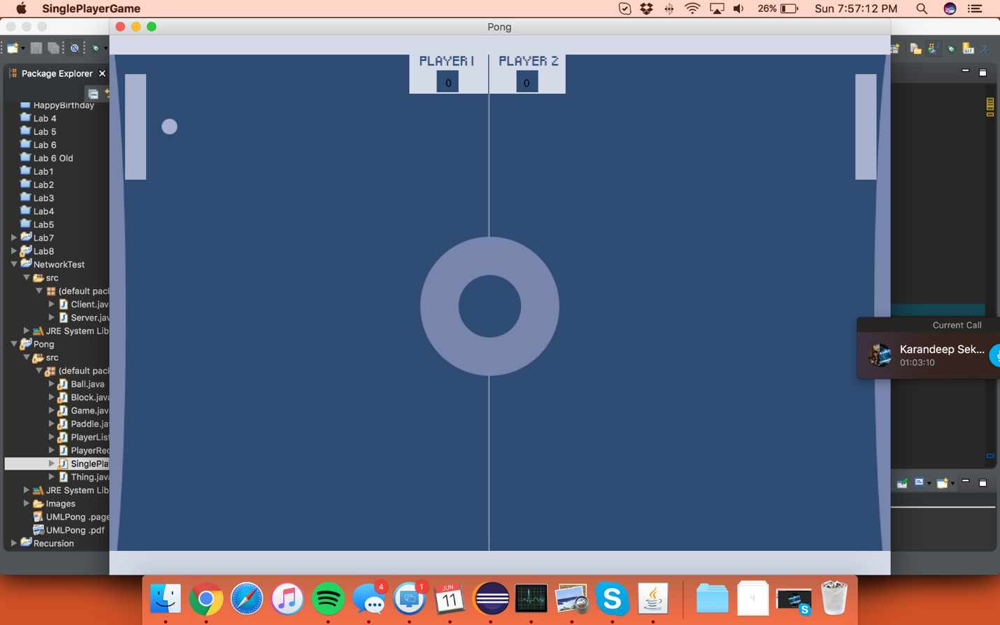 SinglePlayerGame
26%
Sun 7:57:12 PM
Pong
Package Explorer
PLAYER 1
PLAYER 2
0
0
HappyBirthday
Lab 4
Lab 5
Lab 6
Lab 6 Old
Lab1
Lab2
Lab3
Lab4
Lab5
Lab7
Lab8
NetworkTest
src
(default pack
Client.java
Server.jav
JRE System Lib
Pong
src
(default pack
Ball.java
Block.java
Game.java
Paddle.ja
PlayerList
PlayerRec
SinglePla
Thing.java
JRE System Lib
Images
UMLPong .page
UMLPong .pdf
Recursion
Current Call
Karandeep Sek...
01:03:10
4
1
JUN
11
S
4
S